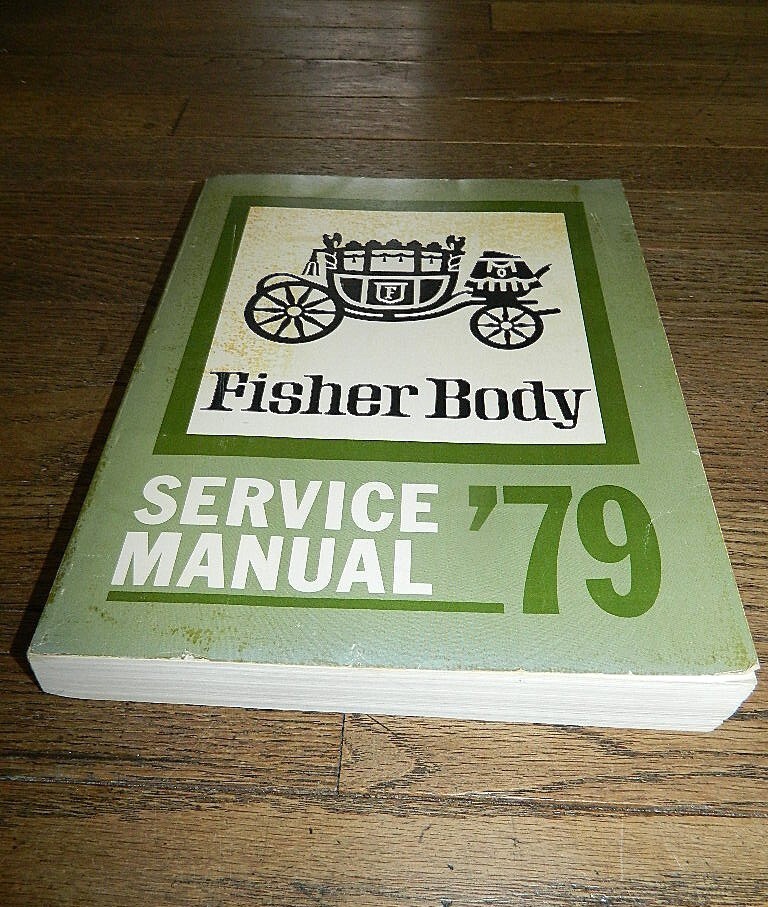 F
Fisher Body
SERVICE
MANUAL
'79